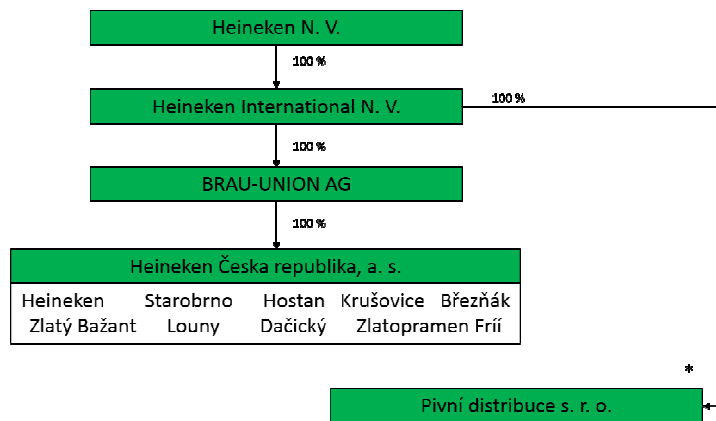 Heineken N. V.
100 %
Heineken International N. V.
100 %
100 %
BRAU-UNION AG
100 %
Heineken Česka republika, a. s.
Heineken Starobrno Hostan Krušovice Březňák
Zlatý Bažant Louny Dačický Zlatopramen Fríí
*
Pivní distribuce s. r. o.